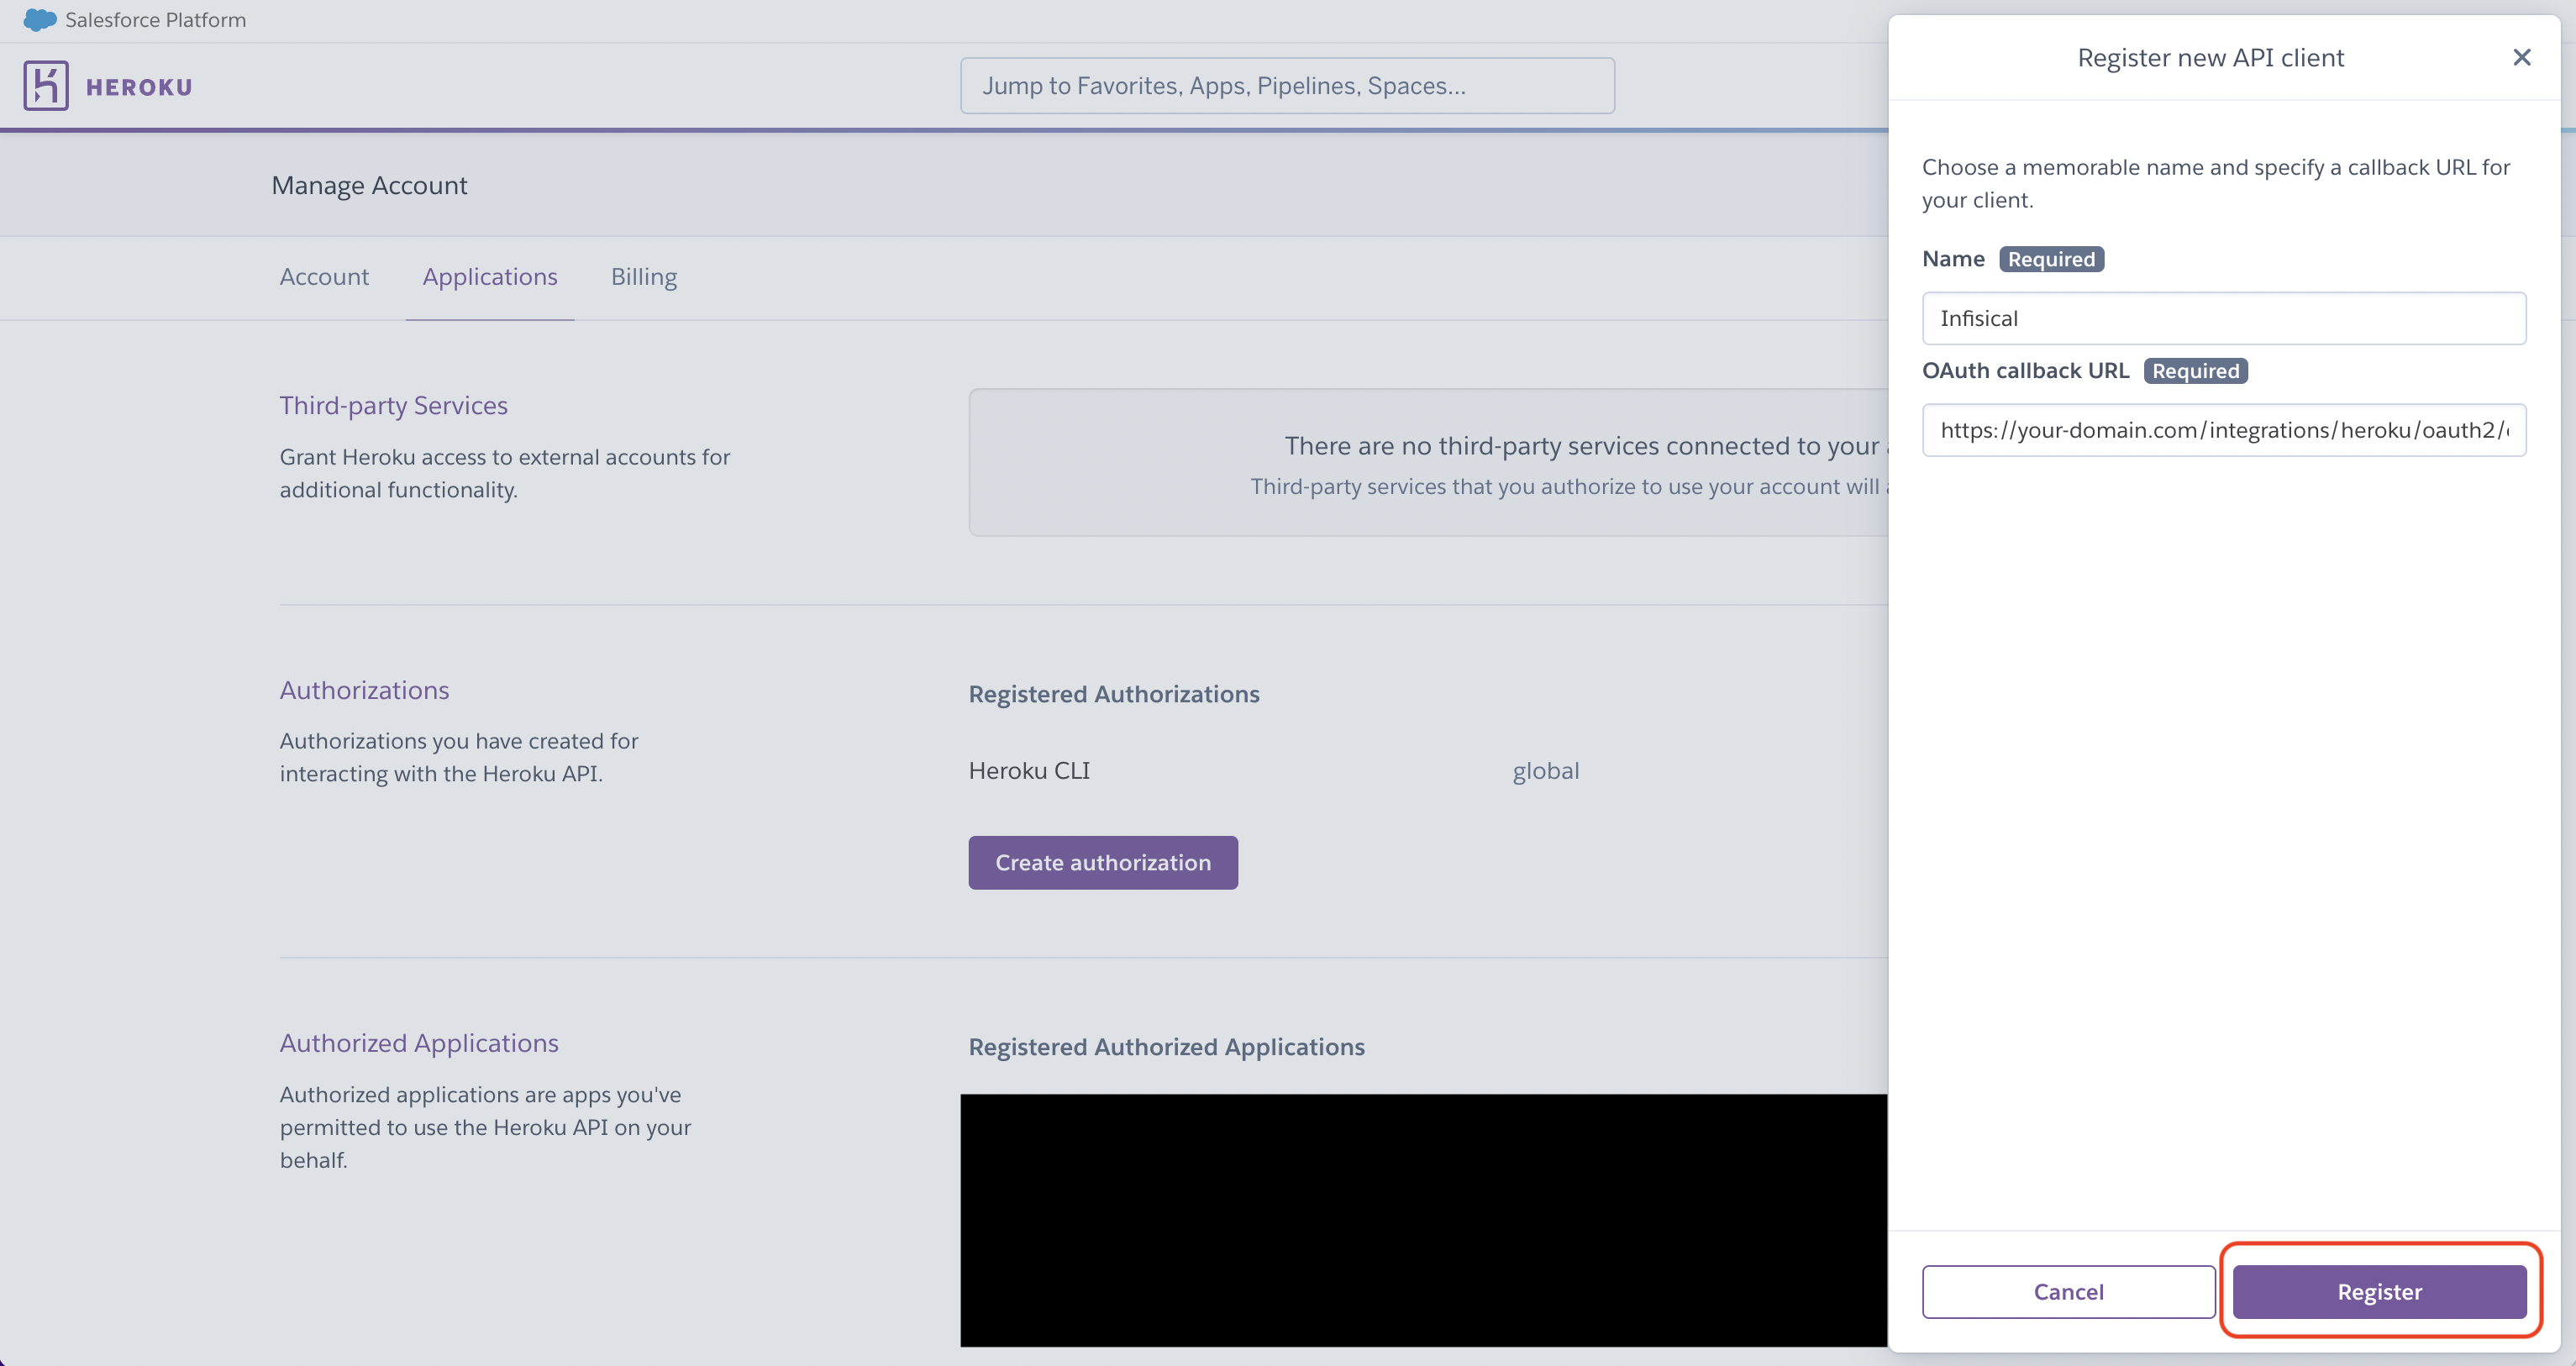 Salesforce Platform
HEROKU
Jump to Favorites, Apps, Pipelines, Spaces...
Manage Account
Account Applications Billing
Third-party Services
Grant Heroku access to external accounts for
additional functionality.
There are no third-party services connected to your
Third-party services that you authorize to use your account will
Authorizations
Authorizations you have created for
interacting with the Heroku API.
Registered Authorizations
Heroku CLI global
Create authorization
Authorized Applications
Authorized applications are apps you've
permitted to use the Heroku API on your
behalf.
Registered Authorized Applications
Register new API client
Choose a memorable name and specify a callback URL for
your client.
Name Required
Infisical
OAuth callback URL Required
https://your-domain.com/integrations/heroku/oauth2/
Cancel Register